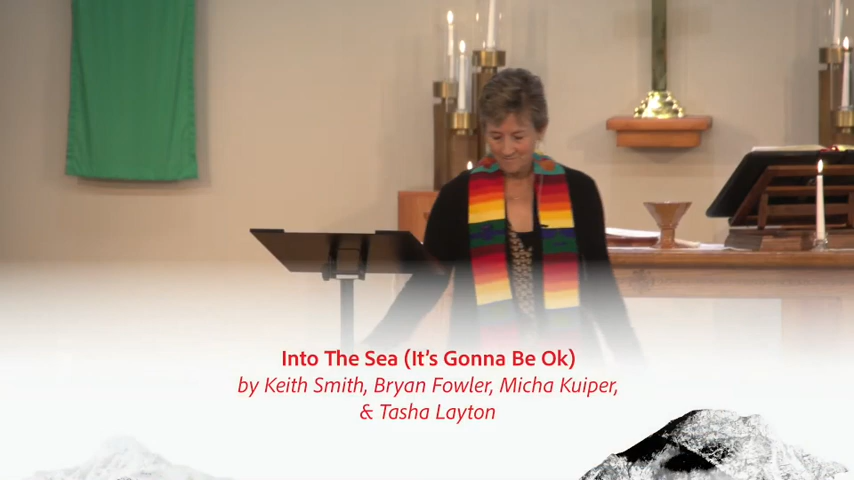 Into The Sea (It's Gonna Be Ok)
by Keith Smith, Bryan Fowler, Micha Kuiper,
& Tasha Layton